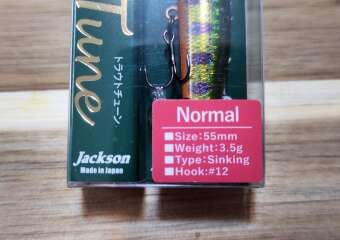 Tune
トラウトチューン
Jackson
Made in Japan
Normal
■Size:55mm
■Weight:3.5g
■Type:Sinking
■Hook:#12